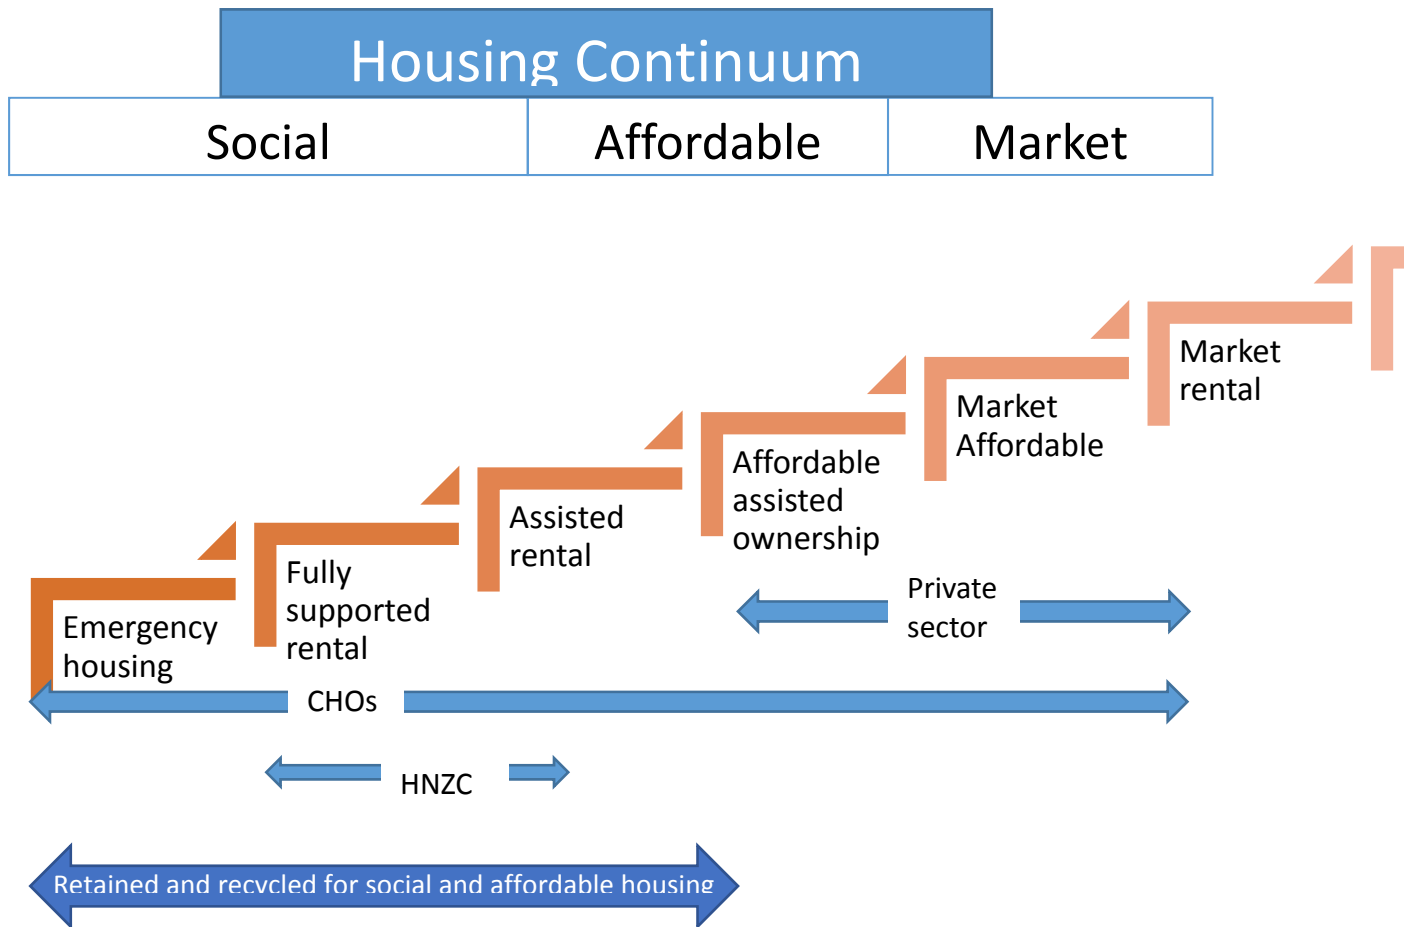 Housing Continuum
Social
Affordable
Market
Market
rental
Market
Affordable
Affordable
assisted
ownership
Assisted
rental
Fully
supported
rental
Emergency
housing
Private
sector
CHOs
HNZC
Retained and recycled for social and affordable housing